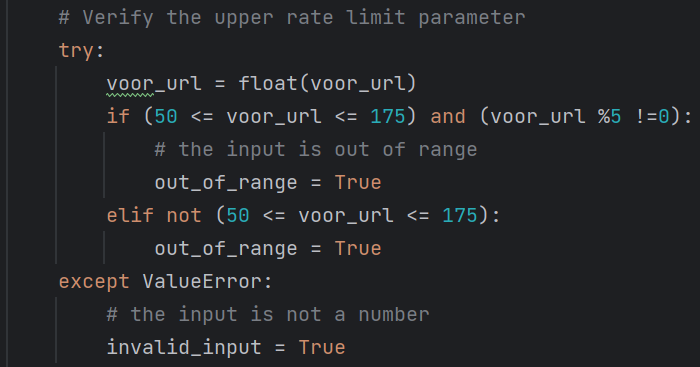 # Verify the upper rate limit parameter
try:
voor_url = float(voor_url)
if (50 <= voor_url <= 175) and (voor_url %5 !=0):
# the input is out of range
out_of_range = True
elif not (50 <= voor_url <= 175):
out_of_range = True
except ValueError:
# the input is not a number
invalid_input = True